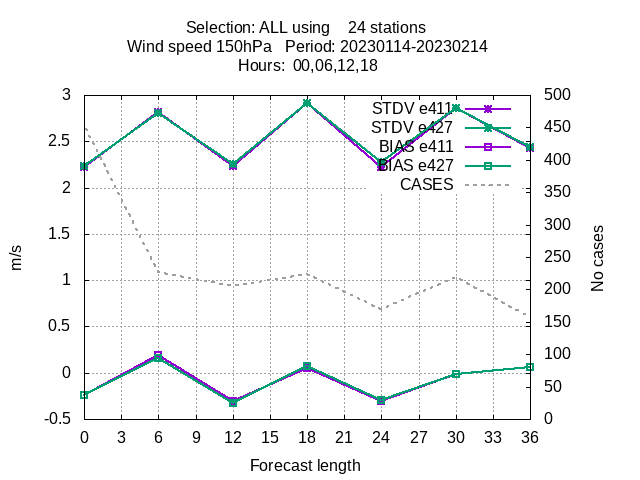 Selection: ALL using 24 stations
Wind speed 150hPa Period: 20230114-20230214
Hours: 00,06,12,18
3
2.5
2
1.5
1
0.5
0
-0.5
m/s
STDV e411
STDV e427
BIAS e411
BIAS e427
CASES
500
450
400
350
300
250
200
150
100
50
0
No cases
0 3 6 9 12 15 18 21 24 27 30 33 36
Forecast length